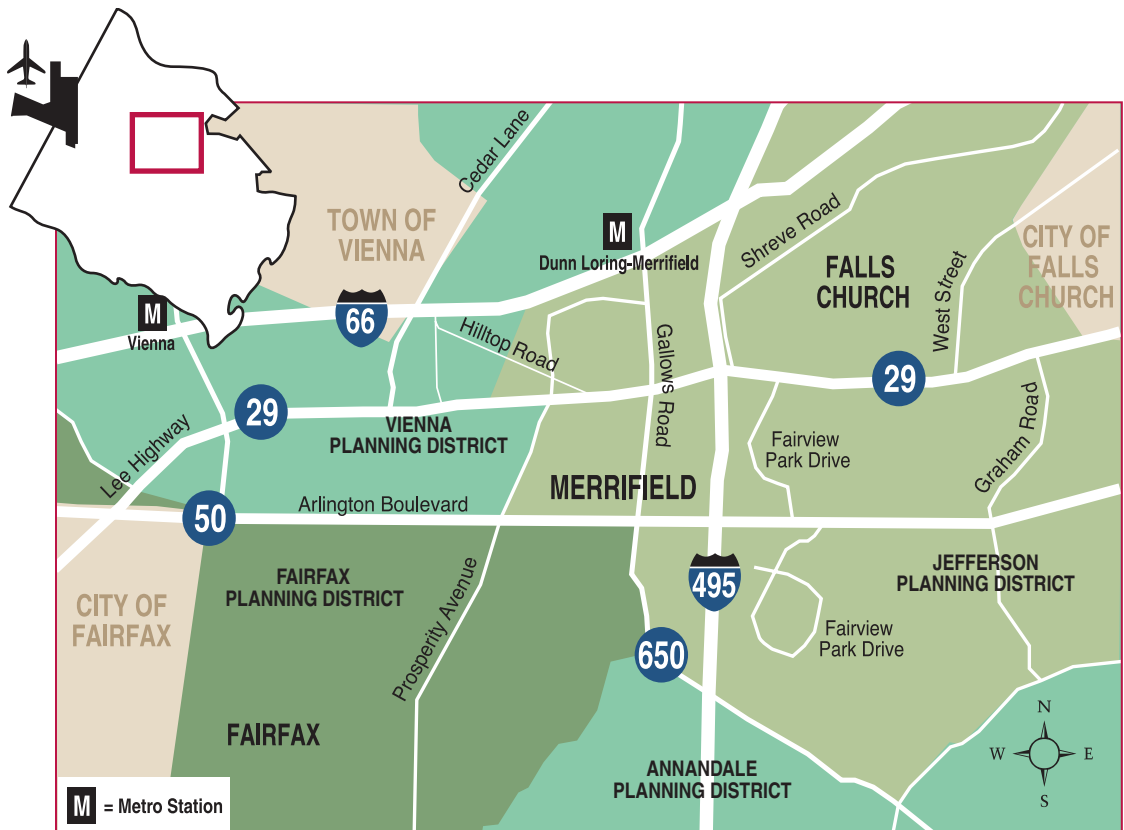 Cedar Lane
TOWN OF
VIENNA
M
Dunn Loring-Merrifield
Shreve Road
FALLS
CHURCH
CITY OF
FALLS
CHURCH
M
Vienna
66
Hilltop Road
Gallows Road
West Street
29
29
Lee Highway
VIENNA
PLANNING DISTRICT
Fairview
Park Drive
Graham Road
MERRIFIELD
50
Arlington Boulevard
FAIRFAX
PLANNING DISTRICT
495
JEFFERSON
PLANNING DISTRICT
CITY OF
FAIRFAX
Prosperity Avenue
Fairview
Park Drive
650
FAIRFAX
ANNANDALE
PLANNING DISTRICT
N
W
E
S
M = Metro Station